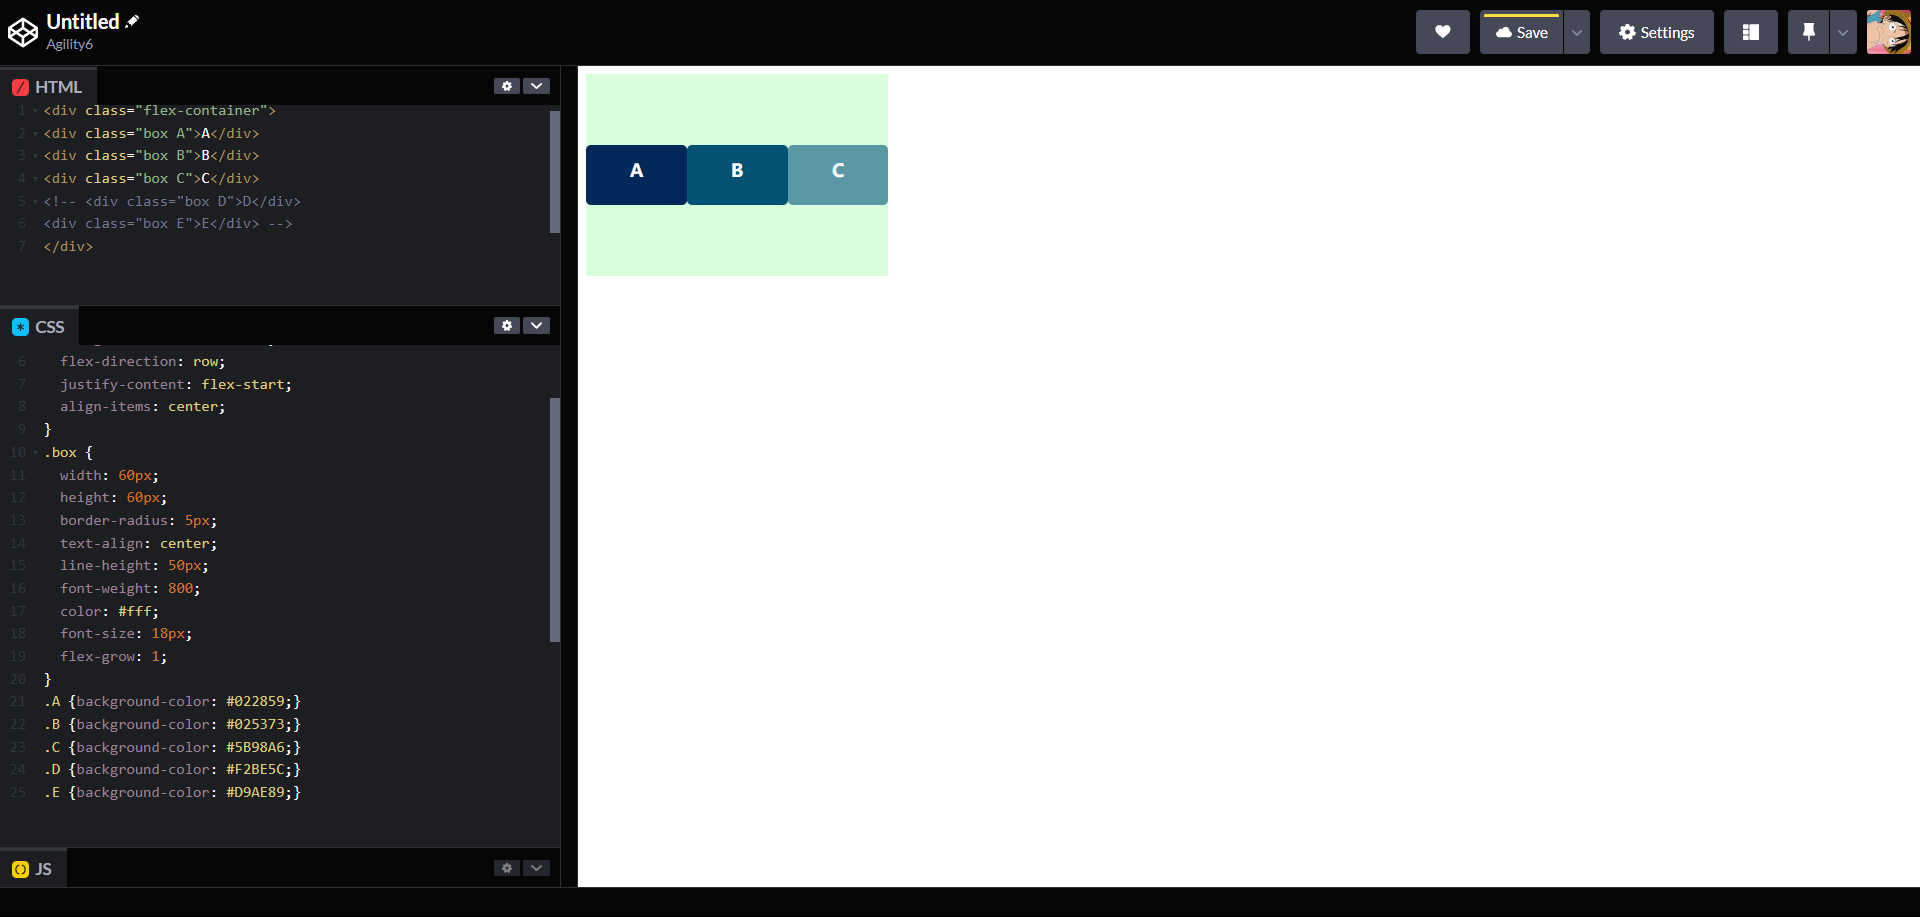 Untitled
Agility6
Save
Settings
HTML
1 <div class="flex-container">
2 <div class="box A">A</div>
3 <div class="box B">B</div>
4 <div class="box C">C</div>
5 <!-- <div class="box D">D</div>
6 <div class="box E">E</div> -->
7 </div>
CSS
6 flex-direction: row;
7 justify-content: flex-start;
8 align-items: center;
9 }
10 .box {
11 width: 60px;
12 height: 60px;
13 border-radius: 5px;
14 text-align: center;
15 line-height: 50px;
16 font-weight: 800;
17 color: #fff;
18 font-size: 18px;
19 flex-grow: 1;
20 }
21 .A {background-color: #022859;}
22 .B {background-color: #025373;}
23 .C {background-color: #5B98A6;}
24 .D {background-color: #F2BE5C;}
25 .E {background-color: #D9AE89;}
JS
A B C